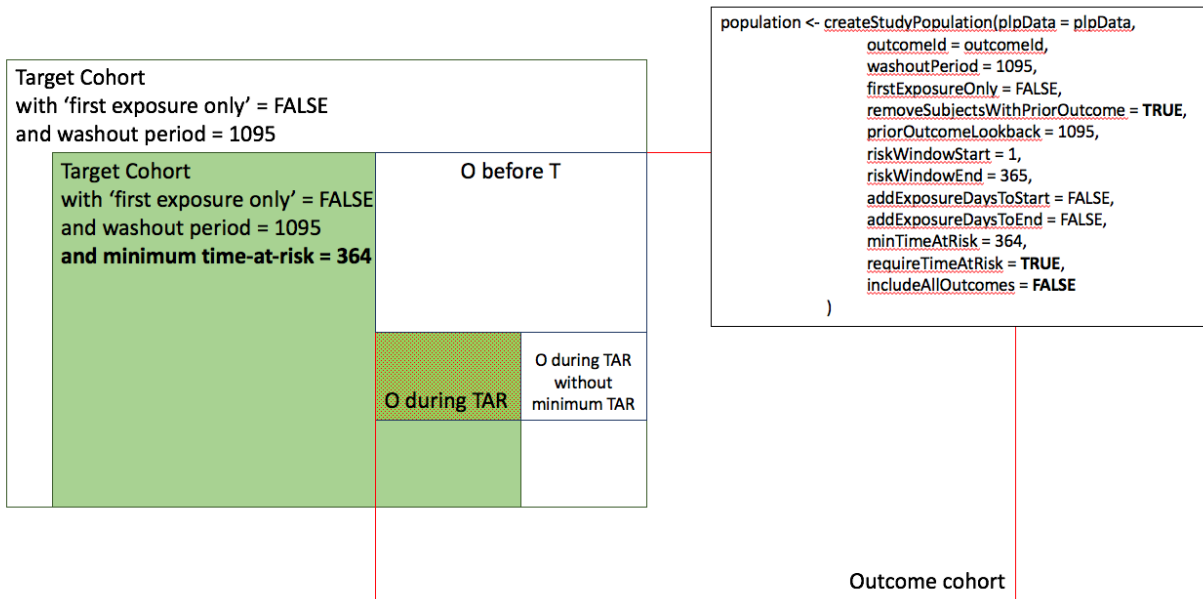 Target Cohort
with ‘first exposure only’ = FALSE
and washout period = 1095
Target Cohort
with ‘first exposure only’ = FALSE
and washout period = 1095
and minimum time-at-risk = 364
O before T
O during TAR
O during TAR
without
minimum TAR
population <- createStudyPopulation(plpData = plpData,
outcomeId = outcomeId,
washoutPeriod = 1095,
firstExposureOnly = FALSE,
removeSubjectsWithPriorOutcome = TRUE,
priorOutcomeLookback = 1095,
riskWindowStart = 1,
riskWindowEnd = 365,
addExposureDaysToStart = FALSE,
addExposureDaysToEnd = FALSE,
minTimeAtRisk = 364,
requireTimeAtRisk = TRUE,
includeAllOutcomes = FALSE
)
Outcome cohort